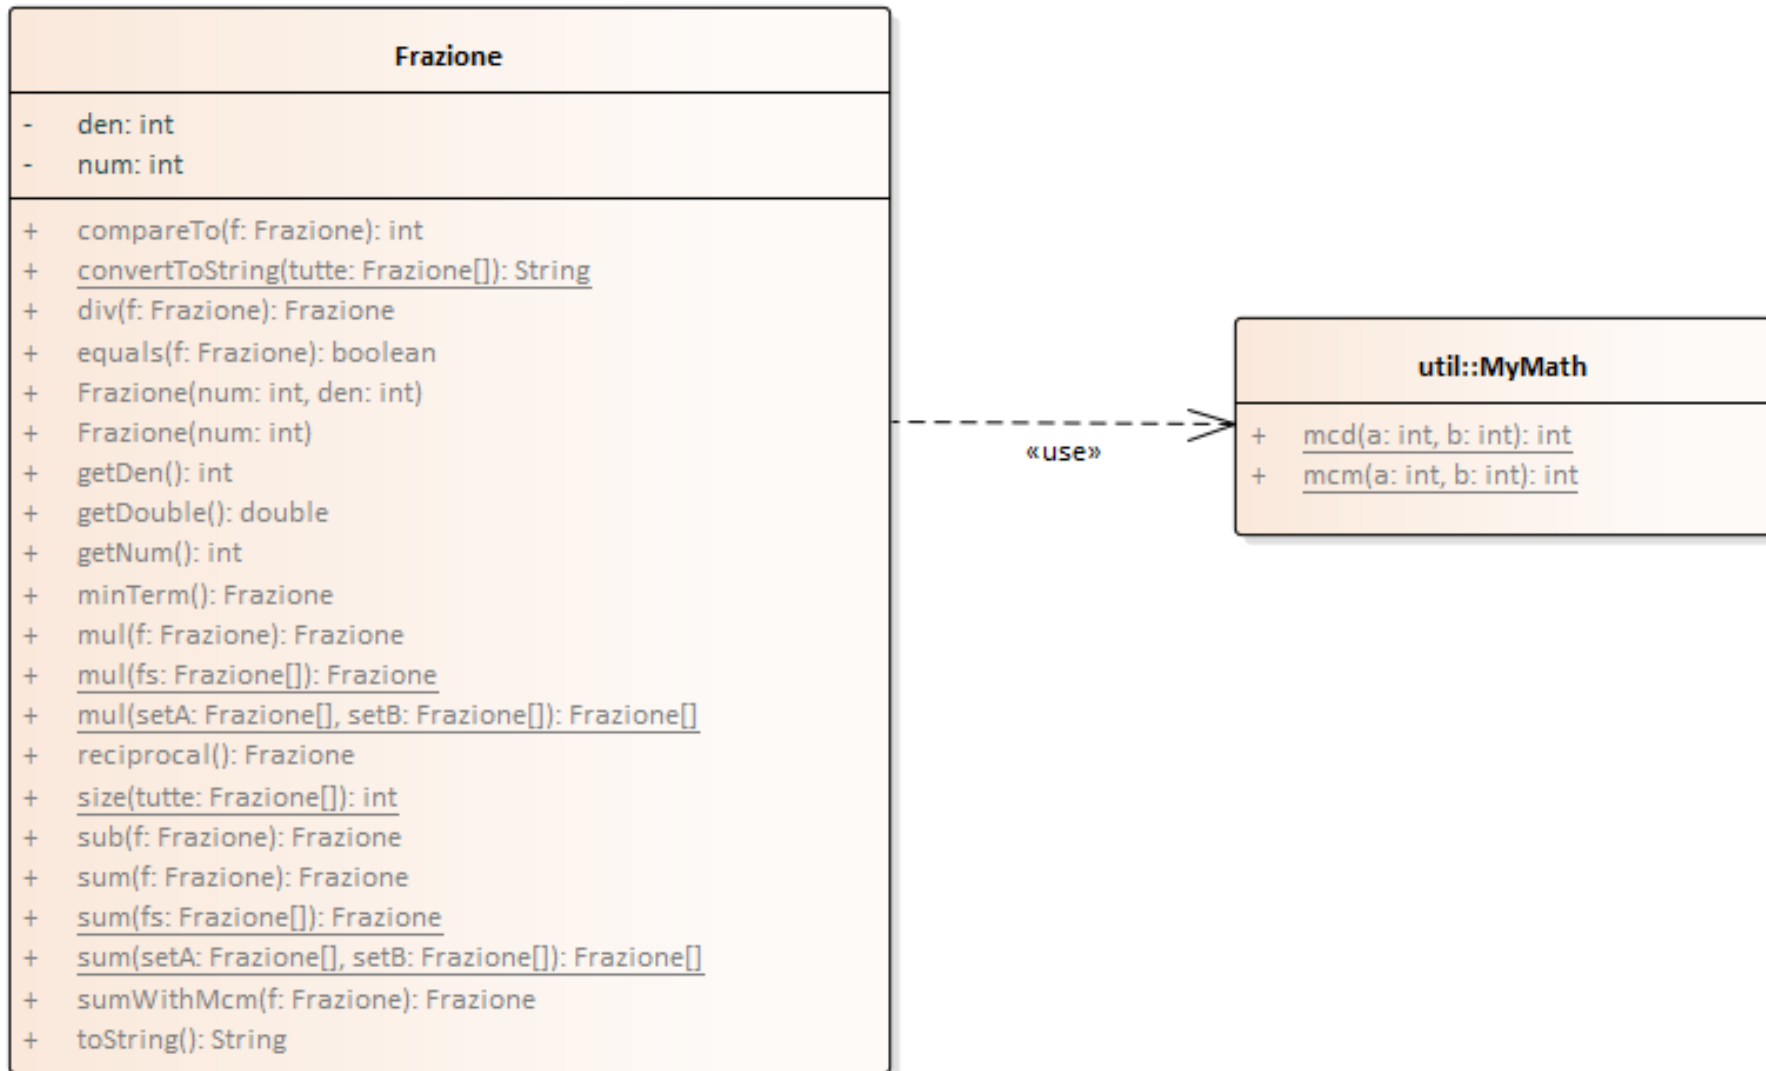 Frazione
- den: int
- num: int
+ compareTo(f: Frazione): int
+ convertToString(tutte: Frazione[]): String
+ div(f: Frazione): Frazione
+ equals(f: Frazione): boolean
+ Frazione(num: int, den: int)
+ Frazione(num: int)
+ getDen(): int
+ getDouble(): double
+ getNum(): int
+ minTerm(): Frazione
+ mul(f: Frazione): Frazione
+ mul(fs: Frazione[]): Frazione
+ mul(setA: Frazione[], setB: Frazione[]): Frazione[]
+ reciprocal(): Frazione
+ size(tutte: Frazione[]): int
+ sub(f: Frazione): Frazione
+ sum(f: Frazione): Frazione
+ sum(fs: Frazione[]): Frazione
+ sum(setA: Frazione[], setB: Frazione[]): Frazione[]
+ sumWithMcm(f: Frazione): Frazione
+ toString(): String
«use»
util::MyMath
+ mcd(a: int, b: int): int
+ mcm(a: int, b: int): int